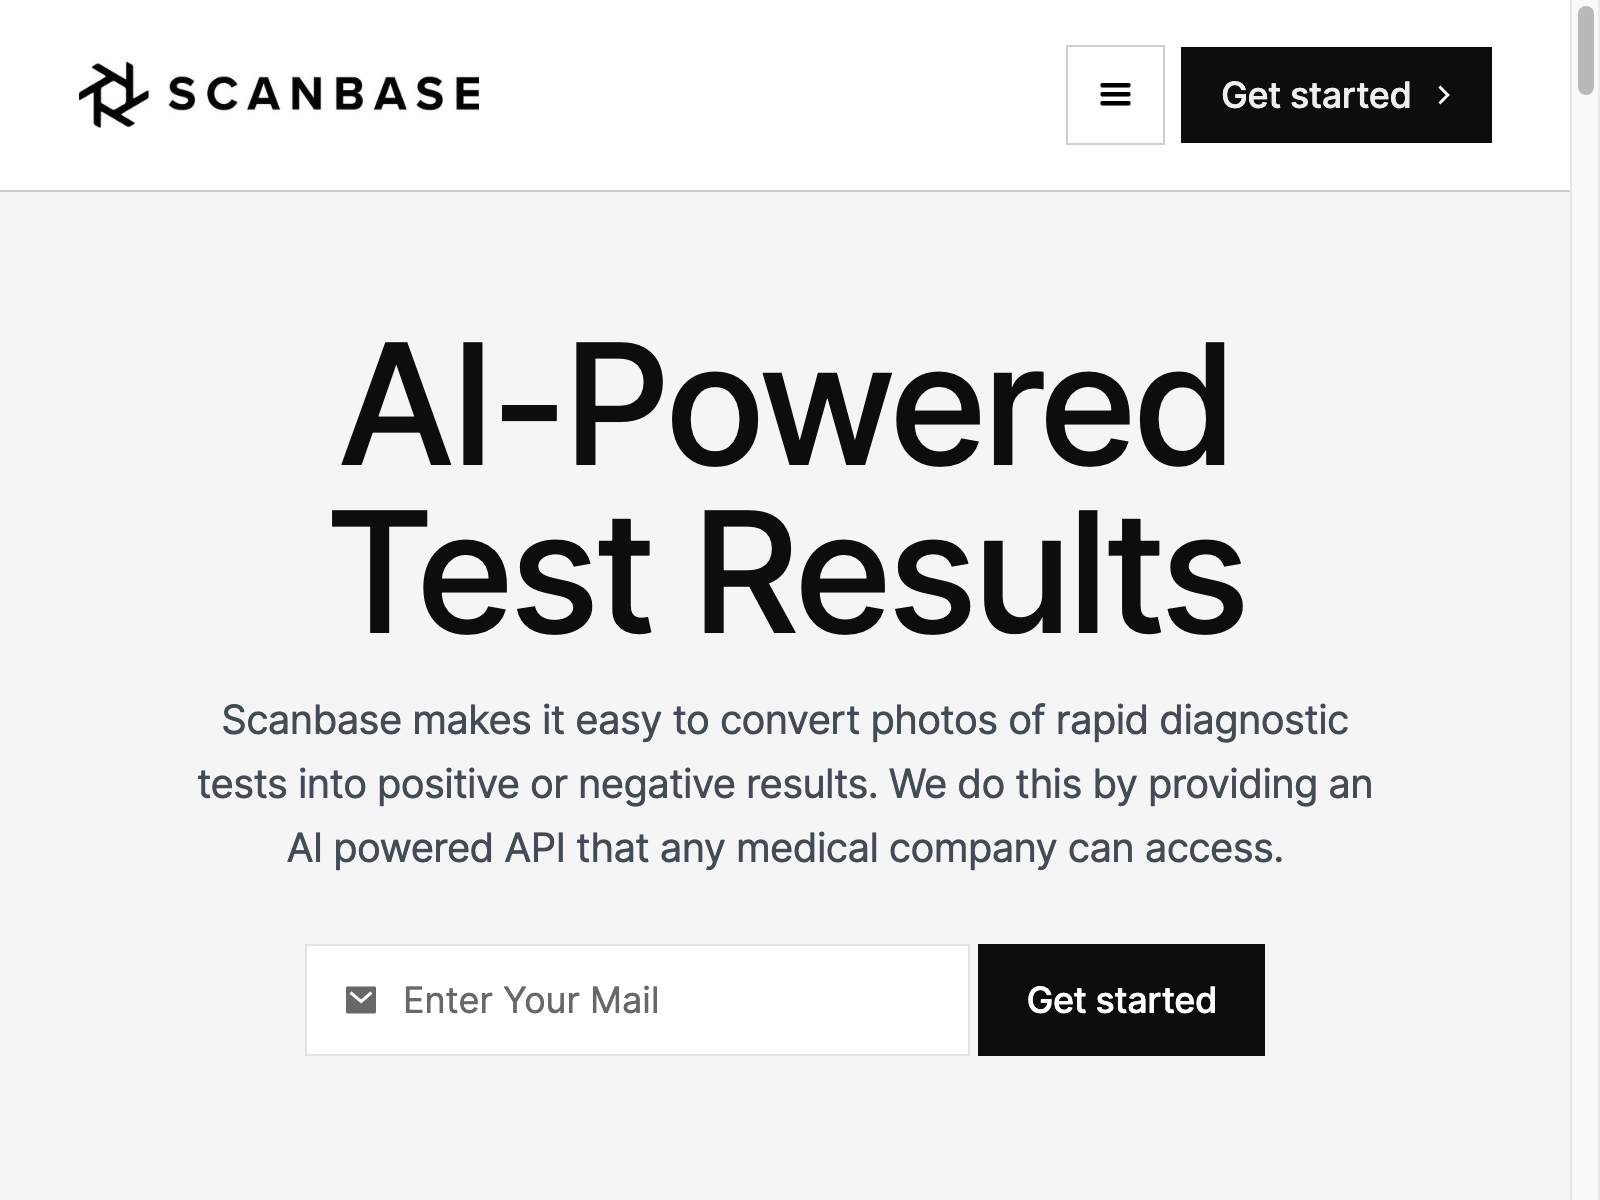 SCANBASE
Get started
AI-Powered
Test Results
Scanbase makes it easy to convert photos of rapid diagnostic
tests into positive or negative results. We do this by providing an
AI powered API that any medical company can access.
Enter Your Mail
Get started